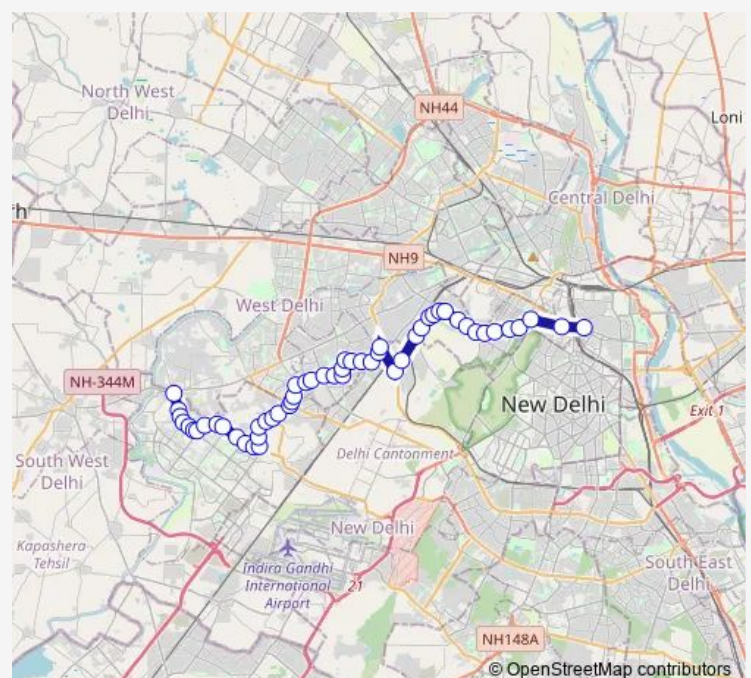 North West
Delhi
NH44
Loni
Central Delhi
NH9
West Delhi
NH-344M
New Delhi
Exit 1
South West
Delhi
Delhi Cantonment
New Delhi
Kapashera
Tehsil
Indira Gandhi
International
Airport
21
South East
Delhi
NH148A
© OpenStreetMap contributors